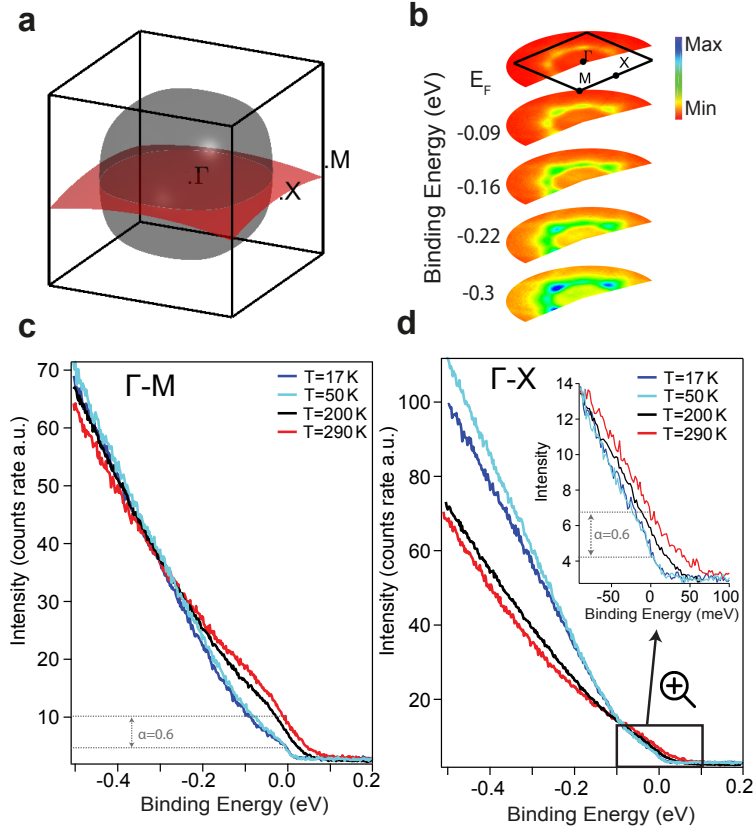 a
.Γ
.X
.M
b
Binding Energy (eV)
E_F
-0.09
-0.16
-0.22
-0.3
Γ
M
X
Max
Min
c
Γ-M
T=17 K
T=50 K
T=200 K
T=290 K
Intensity (counts rate a.u.)
70
60
50
40
30
20
10
α=0.6
-0.4
-0.2
0.0
0.2
Binding Energy (eV)
d
Γ-X
T=17 K
T=50 K
T=200 K
T=290 K
Intensity (counts rate a.u.)
100
80
60
40
20
-0.4
-0.2
0.0
0.2
Binding Energy (eV)
Intensity
14
12
10
8
6
4
α=0.6
-50
0
50
100
Binding Energy (meV)